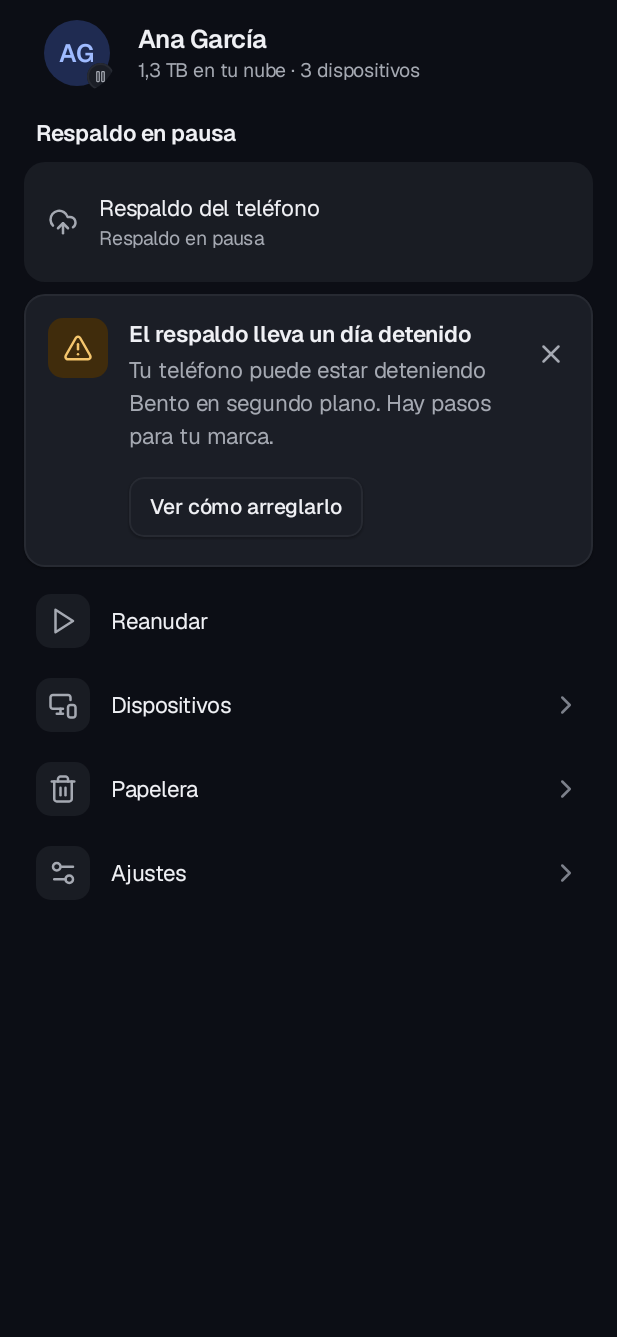 AG
Ana García
1,3 TB en tu nube · 3 dispositivos
Respaldo en pausa
Respaldo del teléfono
Respaldo en pausa
El respaldo lleva un día detenido
Tu teléfono puede estar deteniendo
Bento en segundo plano. Hay pasos
para tu marca.
Ver cómo arreglarlo
Reanudar
Dispositivos
Papelera
Ajustes